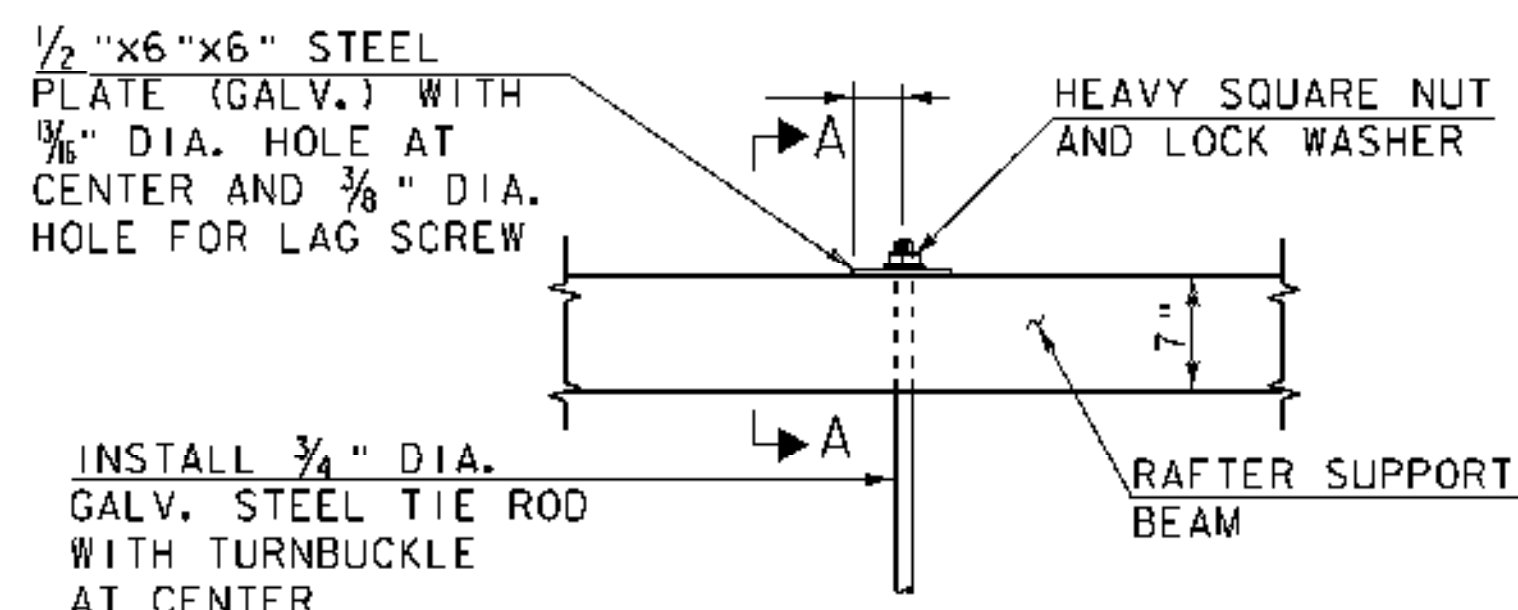 1/2 "x6"x6" STEEL
PLATE (GALV.) WITH
13/16" DIA. HOLE AT
CENTER AND 3/8 " DIA.
HOLE FOR LAG SCREW
A
HEAVY SQUARE NUT
AND LOCK WASHER
7"
A
INSTALL 3/4 " DIA.
GALV. STEEL TIE ROD
WITH TURNBUCKLE
AT CENTER
RAFTER SUPPORT
BEAM